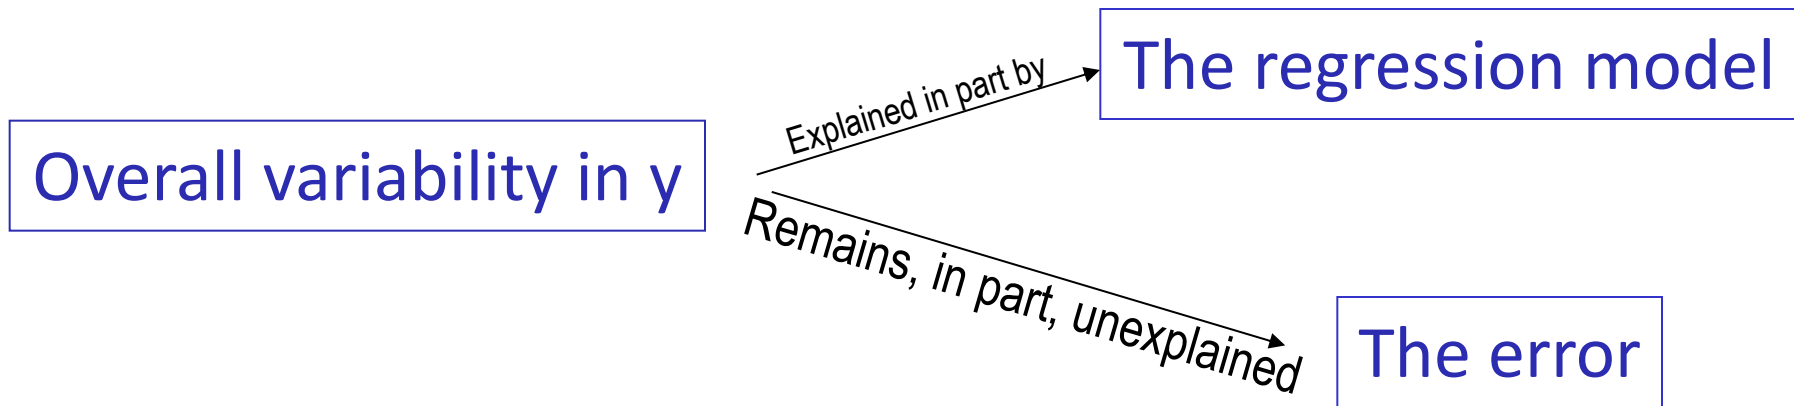 Overall variability in y
Explained in part by
The regression model
Remains, in part, unexplained
The error